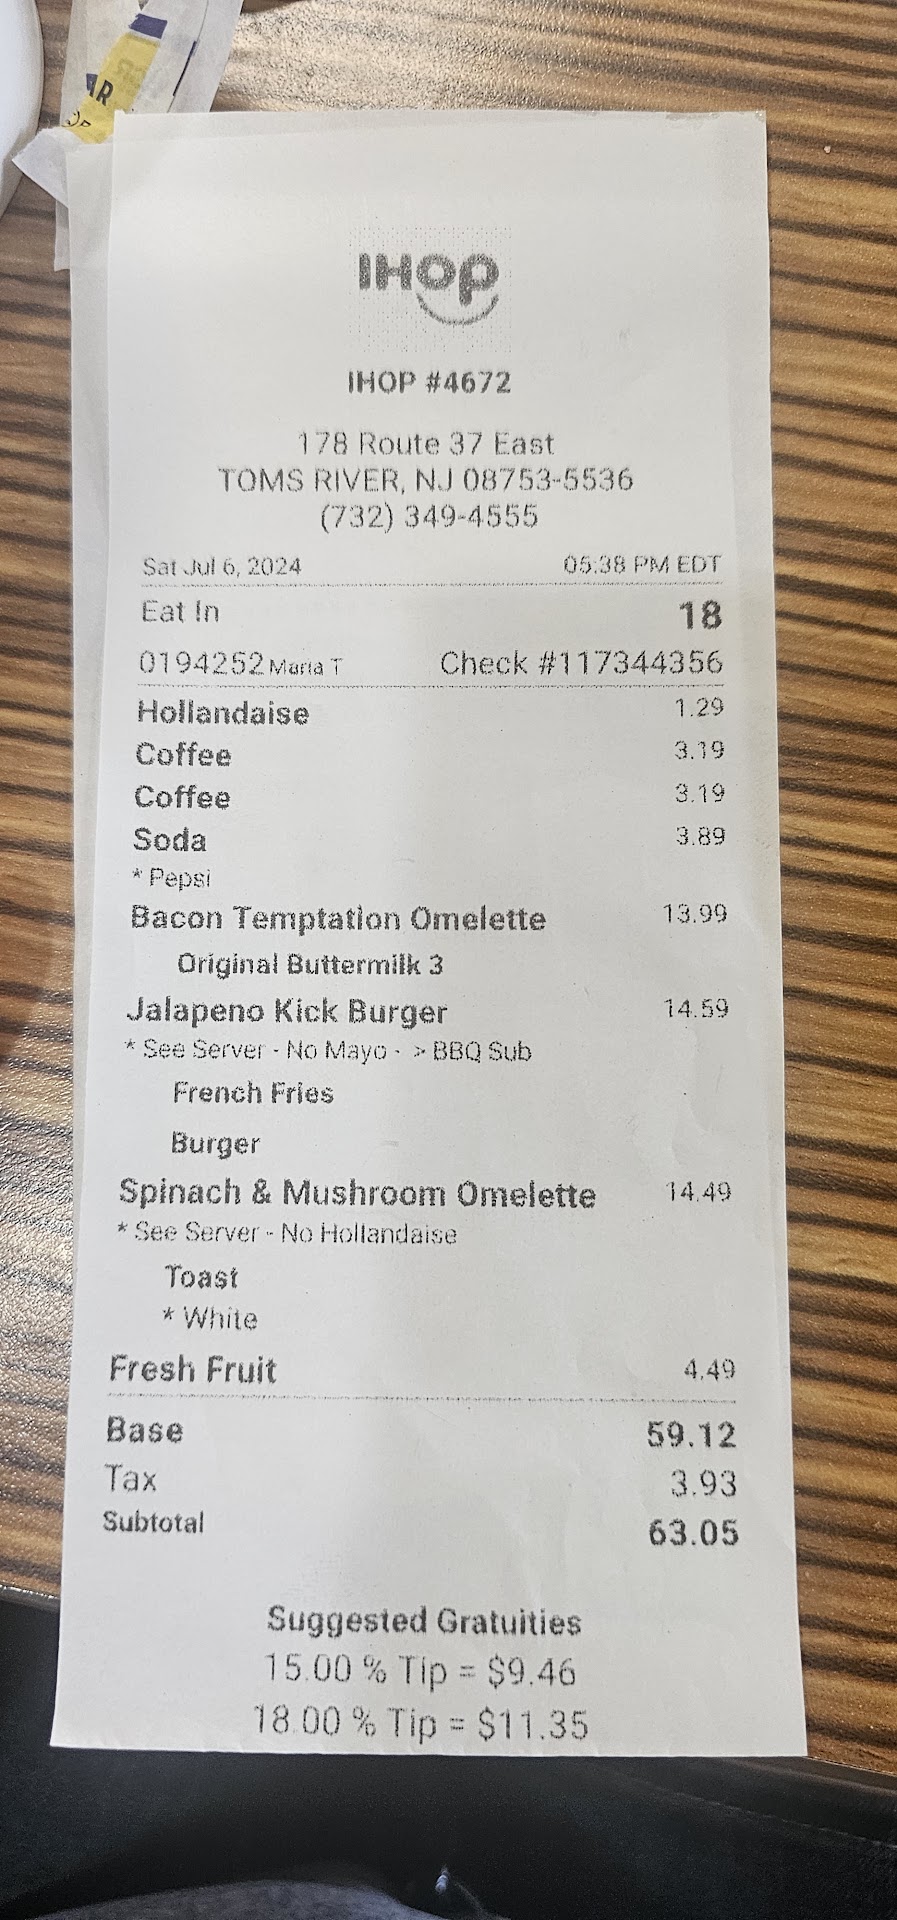 AR
IHOP
IHOP #4672
178 Route 37 East
TOMS RIVER, NJ 08753-5536
(732) 349-4555
Sat Jul 6, 2024 05:38 PM EDT
Eat In 18
0194252 Maria T Check #117344356
Hollandaise 1.29
Coffee 3.19
Coffee 3.19
Soda 3.89
* Pepsi
Bacon Temptation Omelette 13.99
Original Buttermilk 3
Jalapeno Kick Burger 14.59
* See Server - No Mayo - > BBQ Sub
French Fries
Burger
Spinach & Mushroom Omelette 14.49
* See Server - No Hollandaise
Toast
* White
Fresh Fruit 4.49
Base 59.12
Tax 3.93
Subtotal 63.05
Suggested Gratuities
15.00 % Tip = $9.46
18.00 % Tip = $11.35